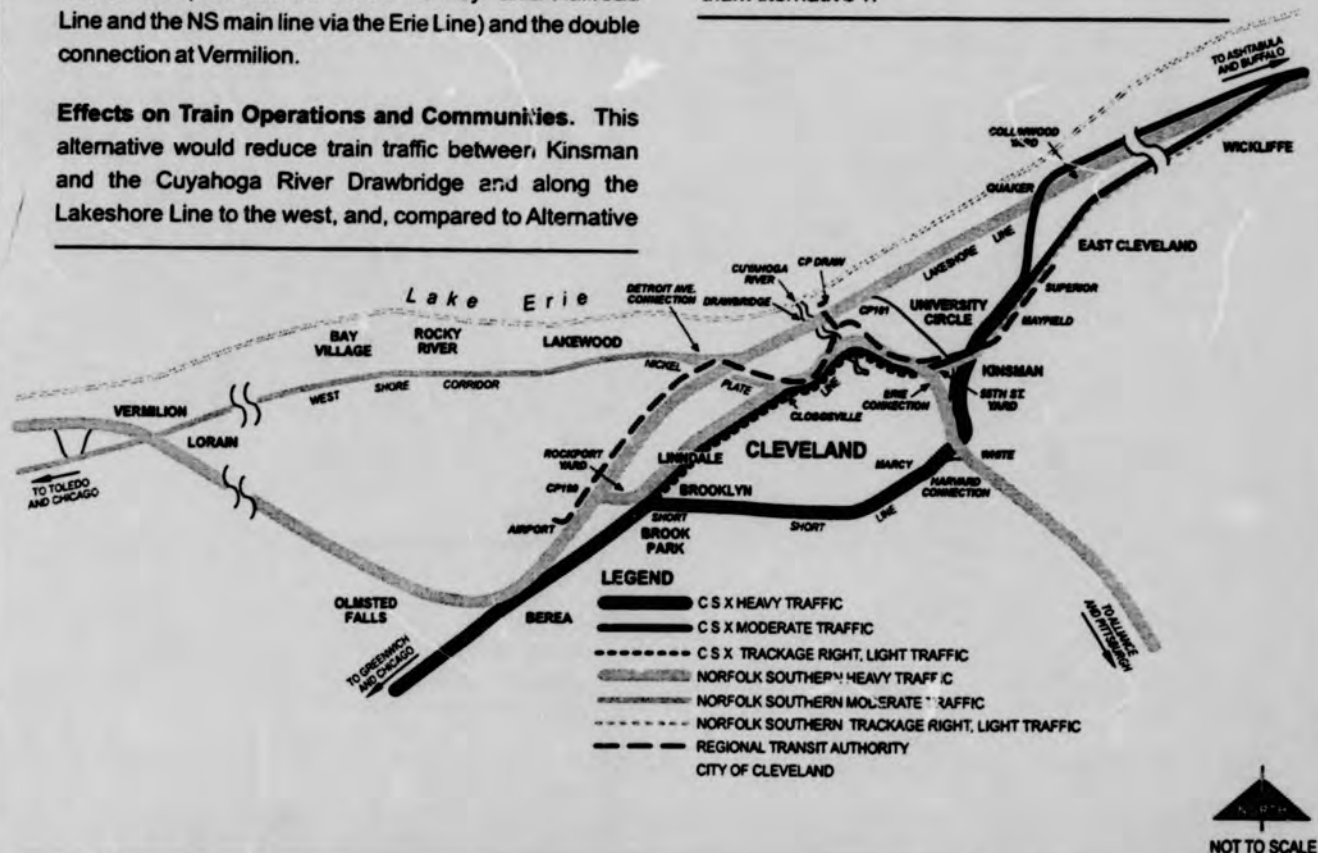 Line and the NS main line via the Erie Line) and the double
connection at Vermilion.
Effects on Train Operations and Communities. This
alternative would reduce train traffic between Kinsman
and the Cuyahoga River Drawbridge and along the
Lakeshore Line to the west, and, compared to Alternative
TO ASHTABULA
AND BUFFALO
COLLINWOOD
YARD
WICKLIFFE
QUAKER
EAST CLEVELAND
LAKESHORE LINE
CUYAHOGA
RIVER
CP DRAW
DRAWBRIDGE
DETROIT AVE.
CONNECTION
SUPERIOR
UNIVERSITY
CIRCLE
CP181
MAYFIELD
Lake Erie
BAY
VILLAGE
ROCKY
RIVER
LAKEWOOD
NICKEL
PLATE
LINE
KINSMAN
WEST SHORE CORRIDOR
ERIE
CONNECTION
55TH ST.
YARD
VERMILION
CLOGGSVILLE
LORAIN
CLEVELAND
ROCKPORT
YARD
LINNDALE
MARCY
WHITE
HARVARD
CONNECTION
TO TOLEDO
AND CHICAGO
BROOKLYN
AIRPORT
SHORT
SHORT LINE
BROOK
PARK
LEGEND
CSX HEAVY TRAFFIC
CSX MODERATE TRAFFIC
CSX TRACKAGE RIGHT, LIGHT TRAFFIC
NORFOLK SOUTHERN HEAVY TRAFFIC
NORFOLK SOUTHERN MODERATE TRAFFIC
NORFOLK SOUTHERN TRACKAGE RIGHT, LIGHT TRAFFIC
REGIONAL TRANSIT AUTHORITY
CITY OF CLEVELAND
OLMSTED
FALLS
BEREA
TO GREENWICH
AND CHICAGO
TO ALLIANCE
AND PITTSBURGH
NORTH
NOT TO SCALE